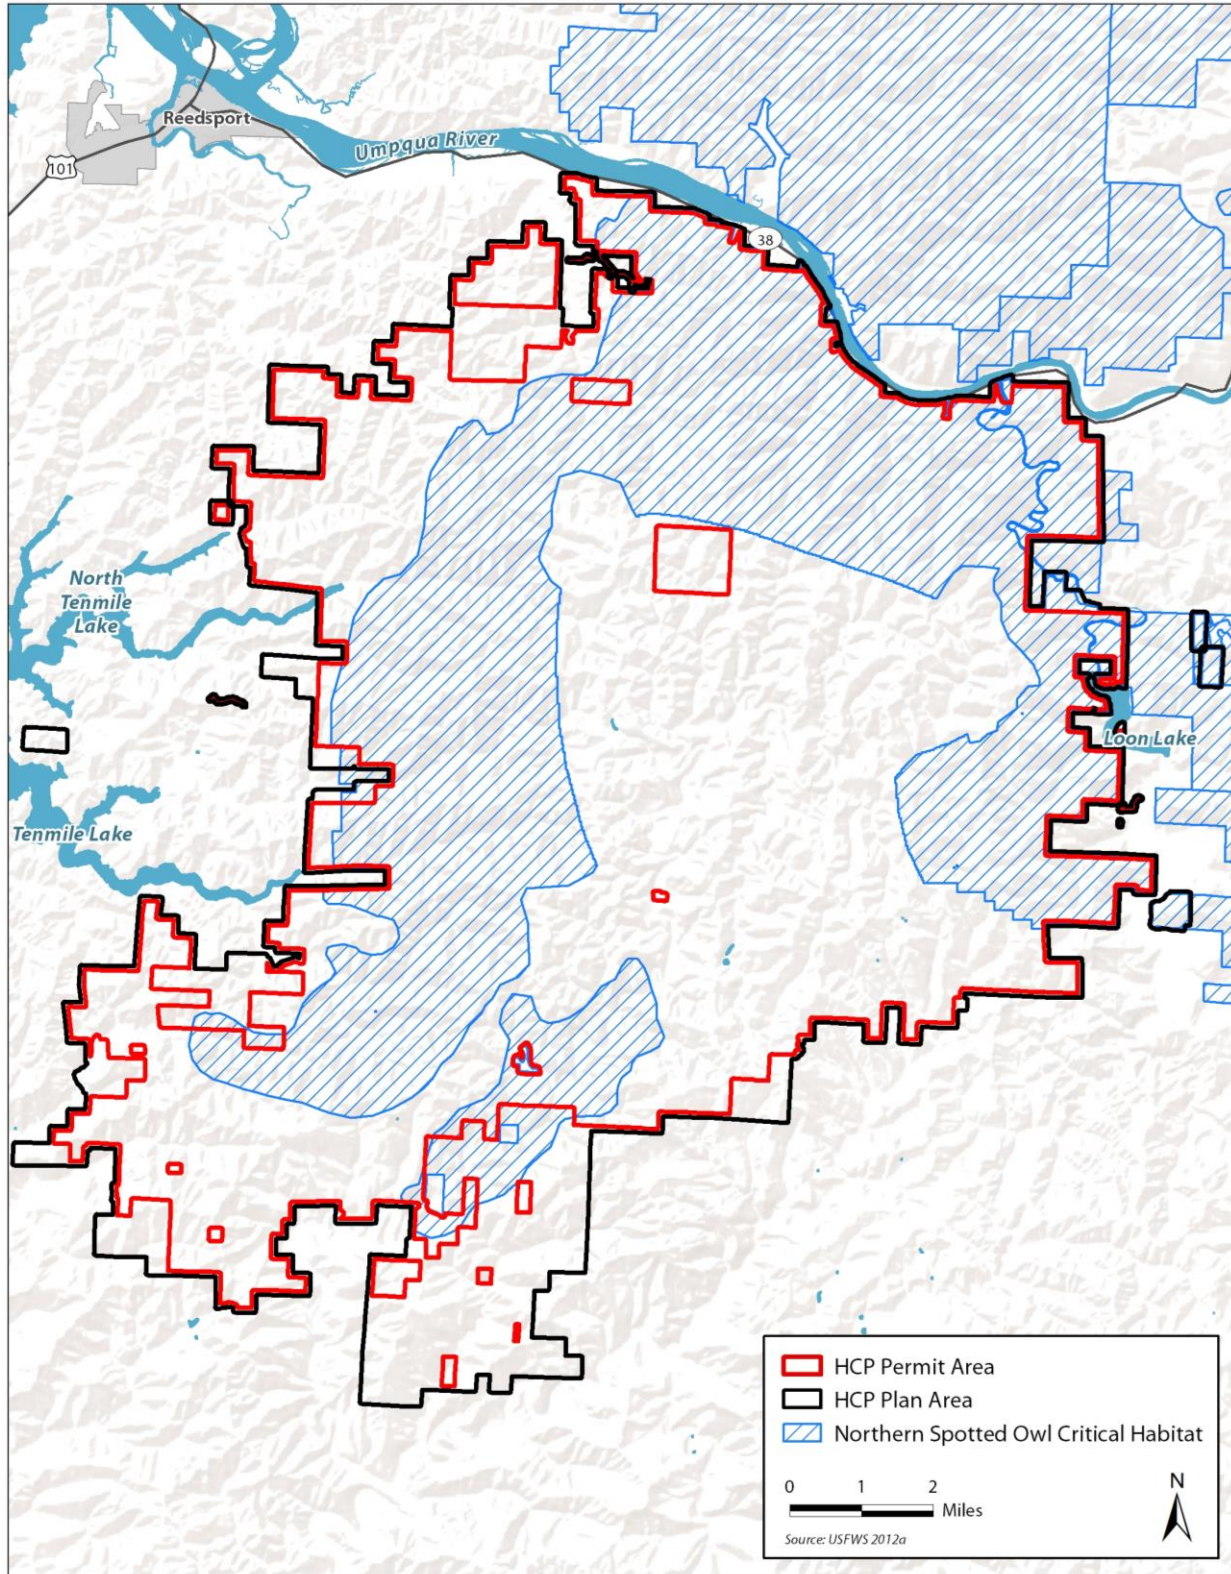 Reedsport
Umpqua River
101
38
North
Tenmile
Lake
Loon Lake
Tenmile Lake
HCP Permit Area
HCP Plan Area
Northern Spotted Owl Critical Habitat
0 1 2
Miles
N
Source: USFWS 2012a